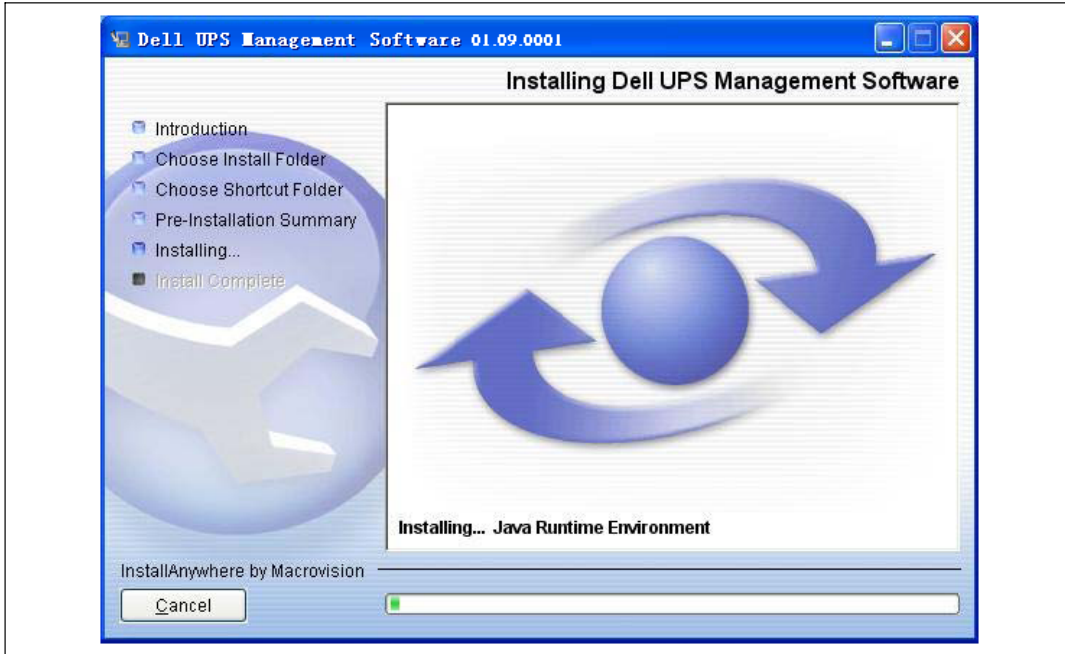 Dell UPS Management Software 01.09.0001
Installing Dell UPS Management Software
Introduction
Choose Install Folder
Choose Shortcut Folder
Pre-Installation Summary
Installing...
Install Complete
Installing... Java Runtime Environment
InstallAnywhere by Macrovision
Cancel